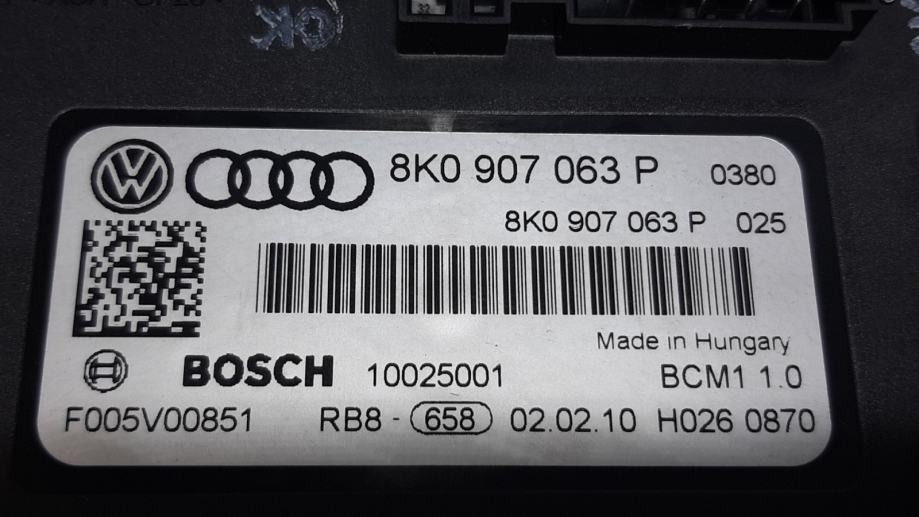 OK
8K0 907 063 P 0380
8K0 907 063 P 025
Made in Hungary
BOSCH 10025001 BCM1 1.0
F005V00851 RB8 - 658 02.02.10 H026 0870